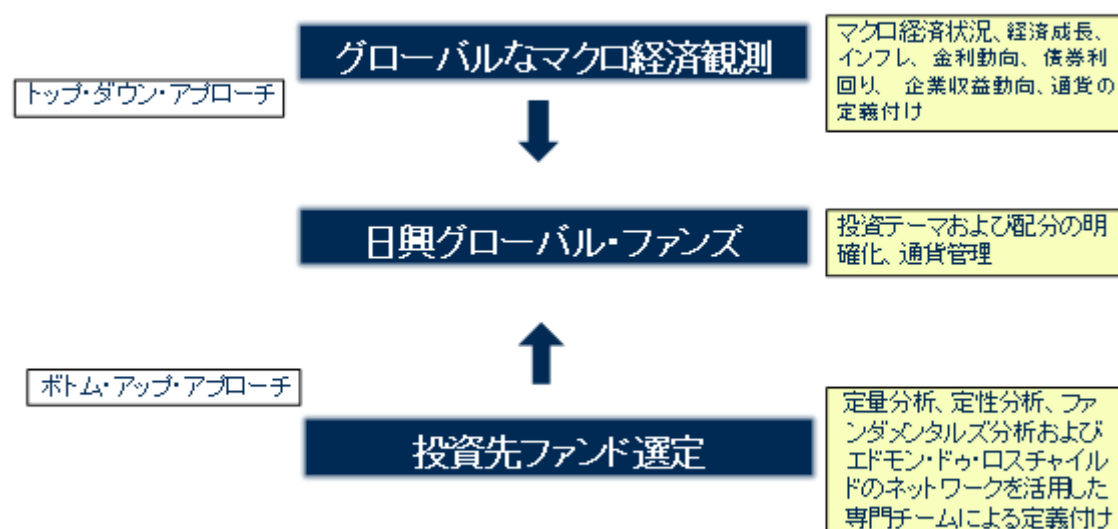 グローバルなマクロ経済観測
マクロ経済状況、経済成長、
インフレ、金利動向、債券利
回り、企業収益動向、通貨の
定義付け
トップ・ダウン・アプローチ
日興グローバル・ファンズ
投資テーマおよび配分の明
確化、通貨管理
ボトム・アップ・アプローチ
投資先ファンド選定
定量分析、定性分析、ファ
ンダメンタルズ分析および
エドモン・ドゥ・ロスチャイル
ドのネットワークを活用した
専門チームによる定義付け